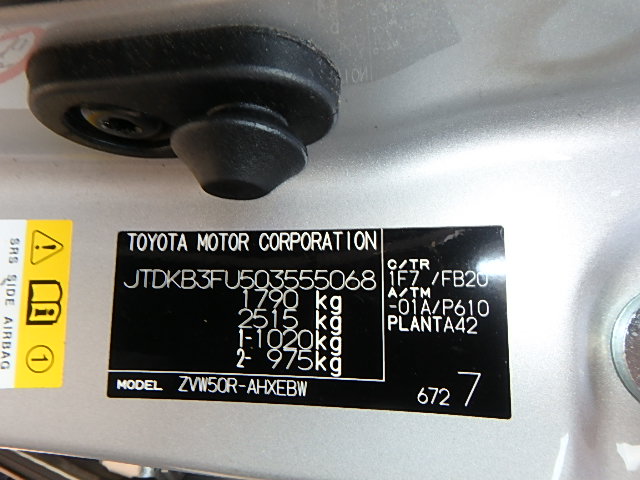 TOYOTA MOTOR CORPORATION
JTDKB3FU503555068
1790 kg
2515 kg
1-1020kg
2- 975kg
MODEL ZVW50R-AHXEBW
C/TR
1F7 /FB20
A/TM
-01A/P610
PLANTA42
672 7
SRS SIDE AIRBAG
1